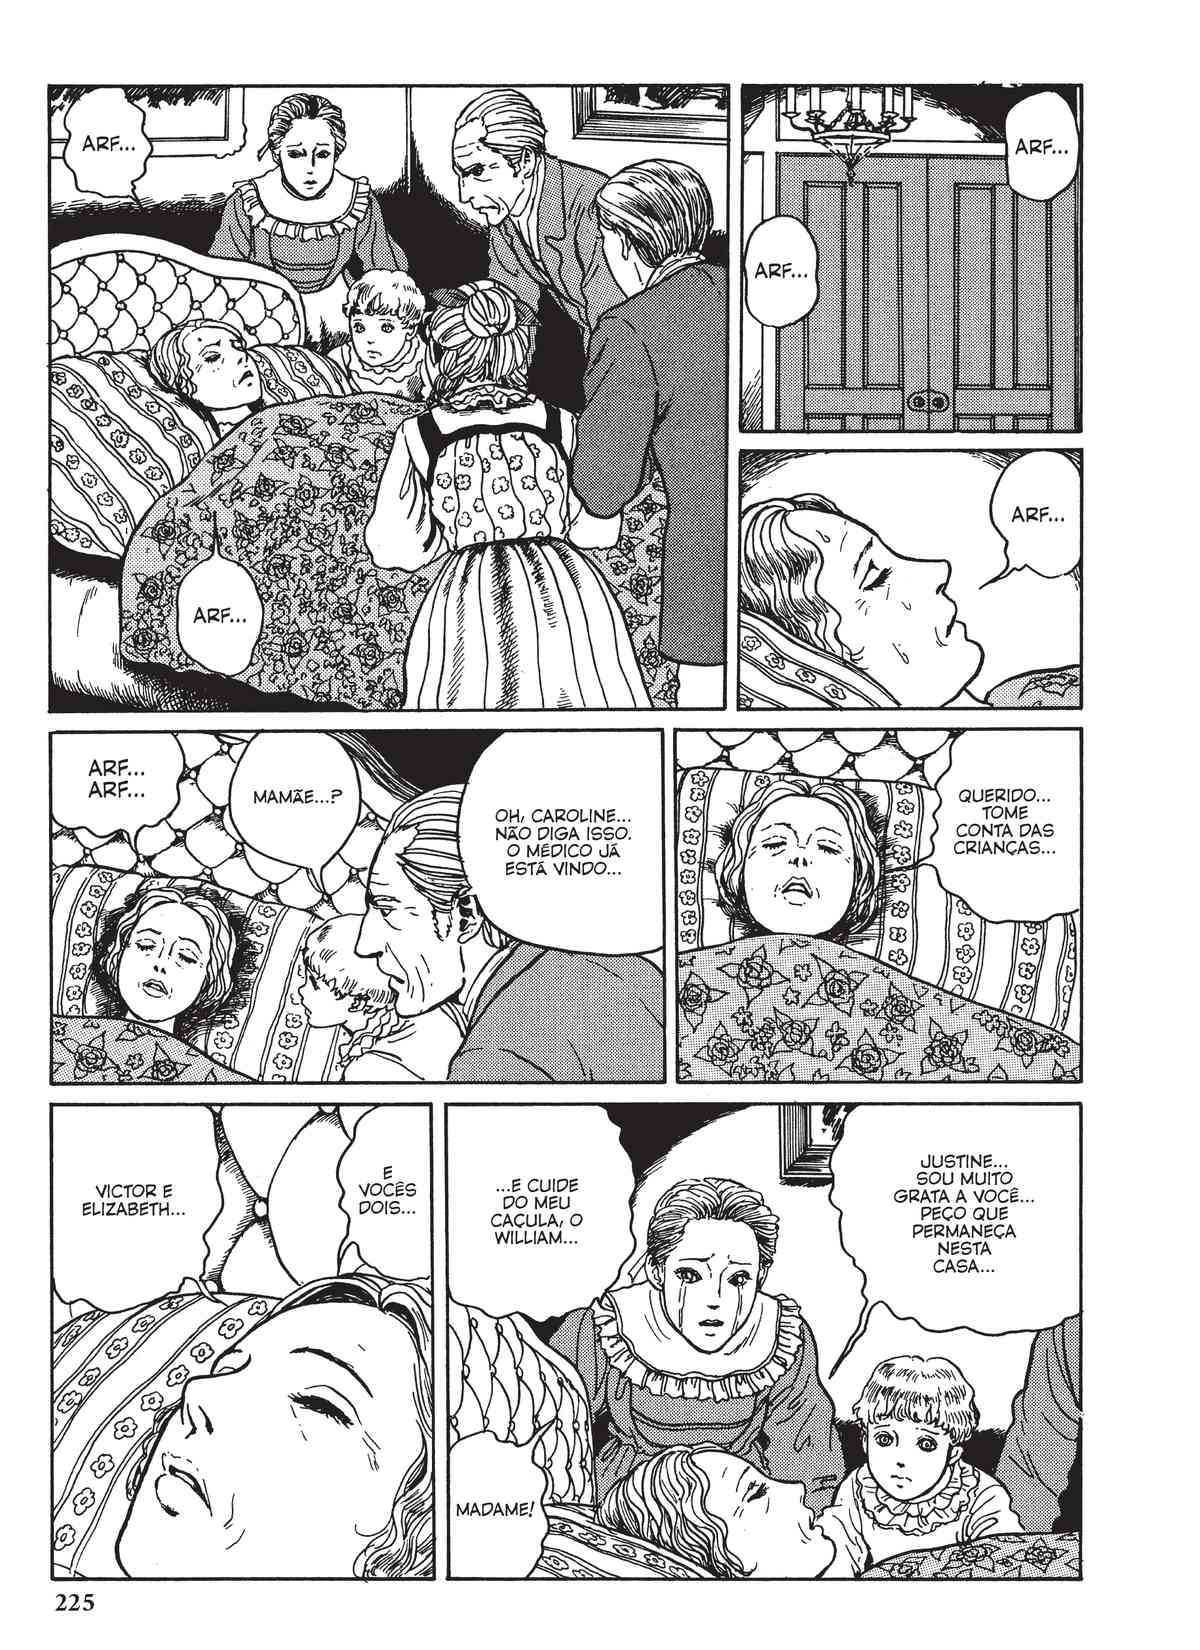 ARF...
ARF...
ARF...
ARF...
ARF...
QUERIDO...
TOME
CONTA DAS
CRIANÇAS...
OH, CAROLINE...
NÃO DIGA ISSO.
O MÉDICO JÁ
ESTÁ VINDO...
MAMÃE...?
ARF...
ARF...
JUSTINE...
SOU MUITO
GRATA A VOCÊ...
PEÇO QUE
PERMANEÇA
NESTA
CASA...
...E CUIDE
DO MEU
CAÇULA, O
WILLIAM...
MADAME!
E
VOCÊS
DOIS...
VICTOR E
ELIZABETH...
225